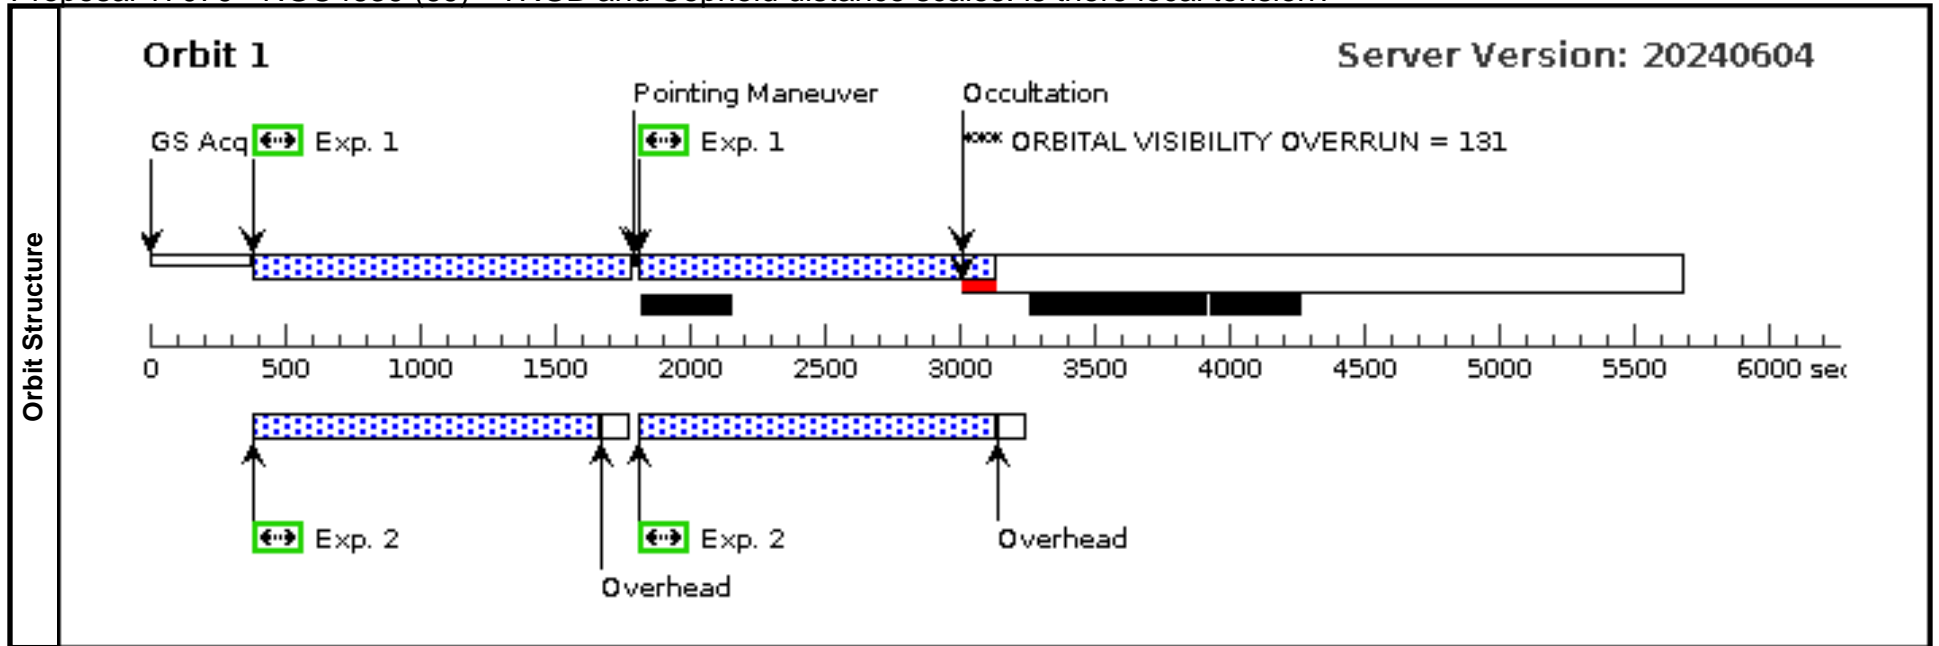 Orbit 1
Server Version: 20240604
Pointing Maneuver
Occultation
GS Acq
Exp. 1
Exp. 1
**** ORBITAL VISIBILITY OVERRUN = 131
Orbit Structure
0 500 1000 1500 2000 2500 3000 3500 4000 4500 5000 5500 6000 sec
Exp. 2
Exp. 2
Overhead
Overhead